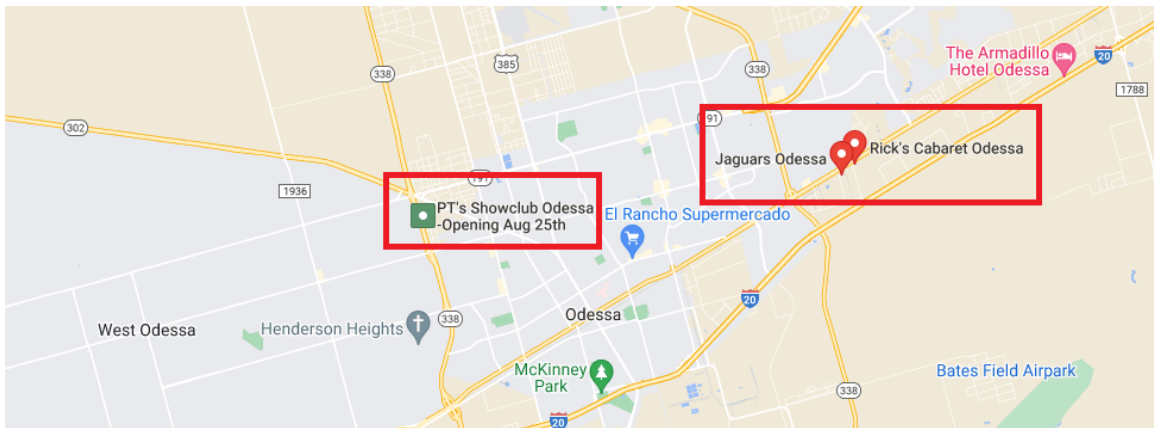 The Armadillo
Hotel Odessa
20
385
338
338
1788
302
191
Rick's Cabaret Odessa
Jaguars Odessa
191
1936
PT's Showclub Odessa
-Opening Aug 25th
El Rancho Supermercado
20
West Odessa
Henderson Heights
338
Odessa
McKinney
Park
Bates Field Airpark
338
20